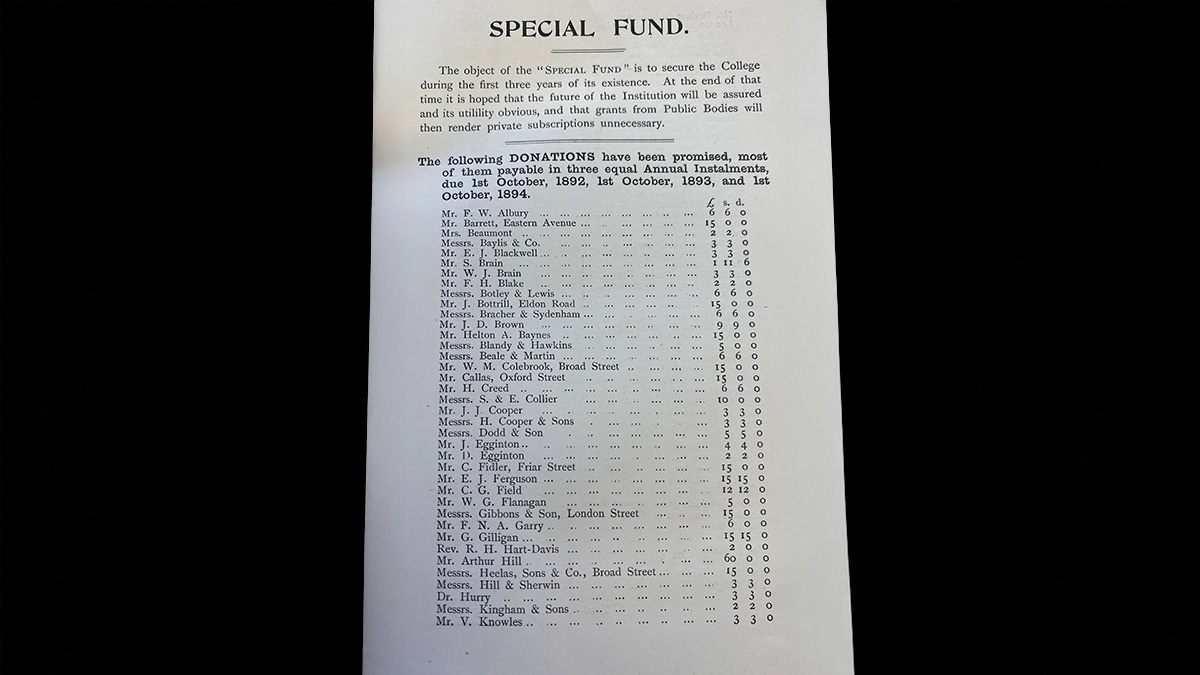 SPECIAL FUND.
The object of the "SPECIAL FUND" is to secure the College
during the first three years of its existence. At the end of that
time it is hoped that the future of the Institution will be assured
and its utilility obvious, and that grants from Public Bodies will
then render private subscriptions unnecessary.
The following DONATIONS have been promised, most
of them payable in three equal Annual Instalments,
due 1st October, 1892, 1st October, 1893, and 1st
October, 1894.
£ s. d.
Mr. F. W. Albury ... ... ... ... ... ... ... 6 6 0
Mr. Barrett, Eastern Avenue ... ... ... ... ... ... 15 0 0
Mrs. Beaumont ... ... ... ... ... ... ... 2 2 0
Messrs. Baylis & Co. ... ... ... ... ... ... 3 3 0
Mr. E. J. Blackwell ... ... ... ... ... ... ... 3 3 0
Mr. S. Brain ... ... ... ... ... ... ... 1 11 6
Mr. W. J. Brain ... ... ... ... ... ... ... 3 3 0
Mr. F. H. Blake ... ... ... ... ... ... ... 2 2 0
Messrs. Botley & Lewis ... ... ... ... ... ... 6 6 0
Mr. J. Bottrill, Eldon Road ... ... ... ... ... ... 15 0 0
Messrs. Bracher & Sydenham ... ... ... ... ... ... 6 6 0
Mr. J. D. Brown ... ... ... ... ... ... ... 9 9 0
Mr. Helton A. Baynes ... ... ... ... ... ... ... 15 0 0
Messrs. Blandy & Hawkins ... ... ... ... ... ... 5 0 0
Messrs. Beale & Martin ... ... ... ... ... ... ... 6 6 0
Mr. W. M. Colebrook, Broad Street ... ... ... ... ... 15 0 0
Mr. Callas, Oxford Street ... ... ... ... ... ... 15 0 0
Mr. H. Creed ... ... ... ... ... ... ... ... 6 6 0
Messrs. S. & E. Collier ... ... ... ... ... ... 10 0 0
Mr. J. J. Cooper ... ... ... ... ... ... ... 3 3 0
Messrs. H. Cooper & Sons ... ... ... ... ... ... 3 3 0
Messrs. Dodd & Son ... ... ... ... ... ... ... 5 5 0
Mr. J. Egginton ... ... ... ... ... ... ... ... 4 4 0
Mr. D. Egginton ... ... ... ... ... ... ... 2 2 0
Mr. C. Fidler, Friar Street ... ... ... ... ... ... 15 0 0
Mr. E. J. Ferguson ... ... ... ... ... ... ... ... 15 15 0
Mr. C. G. Field ... ... ... ... ... ... ... 12 12 0
Mr. W. G. Flanagan ... ... ... ... ... ... ... 5 0 0
Messrs. Gibbons & Son, London Street ... ... ... ... 15 0 0
Mr. F. N. A. Garry ... ... ... ... ... ... ... ... 6 0 0
Mr. G. Gilligan ... ... ... ... ... ... ... ... 15 15 0
Rev. R. H. Hart-Davis ... ... ... ... ... ... ... 2 0 0
Mr. Arthur Hill ... ... ... ... ... ... ... ... 60 0 0
Messrs. Heelas, Sons & Co., Broad Street ... ... ... ... 15 0 0
Messrs. Hill & Sherwin ... ... ... ... ... ... ... 3 3 0
Dr. Hurry ... ... ... ... ... ... ... ... ... 3 3 0
Messrs. Kingham & Sons ... ... ... ... ... ... ... 2 2 0
Mr. V. Knowles ... ... ... ... ... ... ... ... 3 3 0